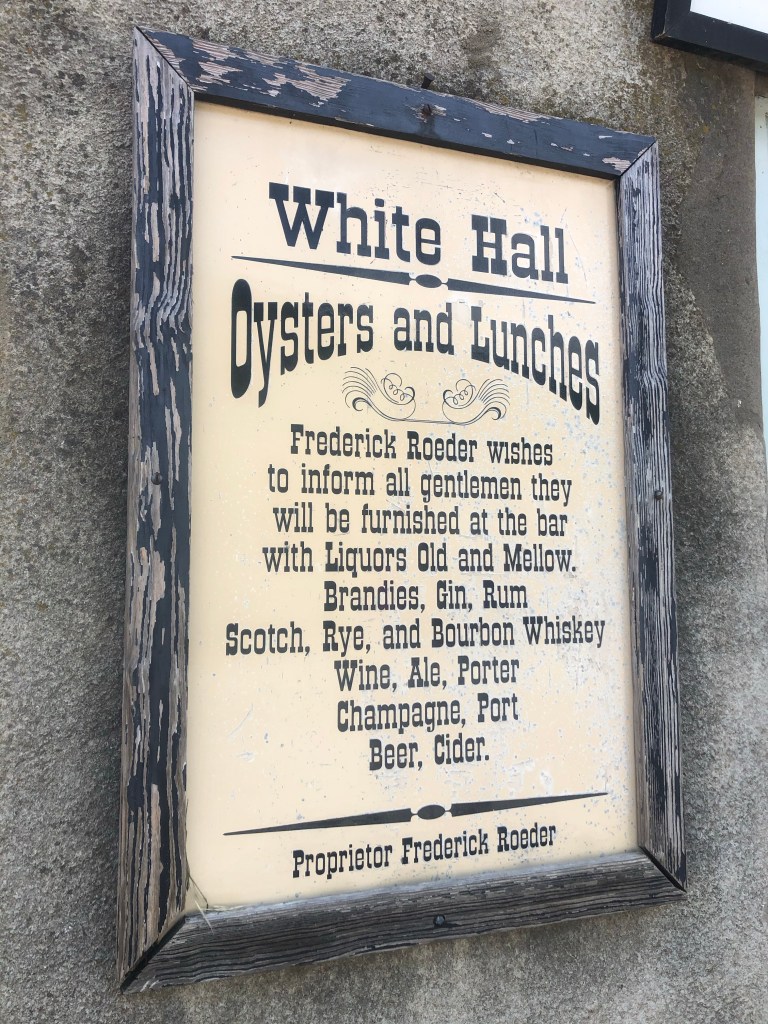 White Hall
Oysters and Lunches
Frederick Roeder wishes
to inform all gentlemen they
will be furnished at the bar
with Liquors Old and Mellow.
Brandies, Gin, Rum
Scotch, Rye, and Bourbon Whiskey
Wine, Ale, Porter
Champagne, Port
Beer, Cider.
Proprietor Frederick Roeder